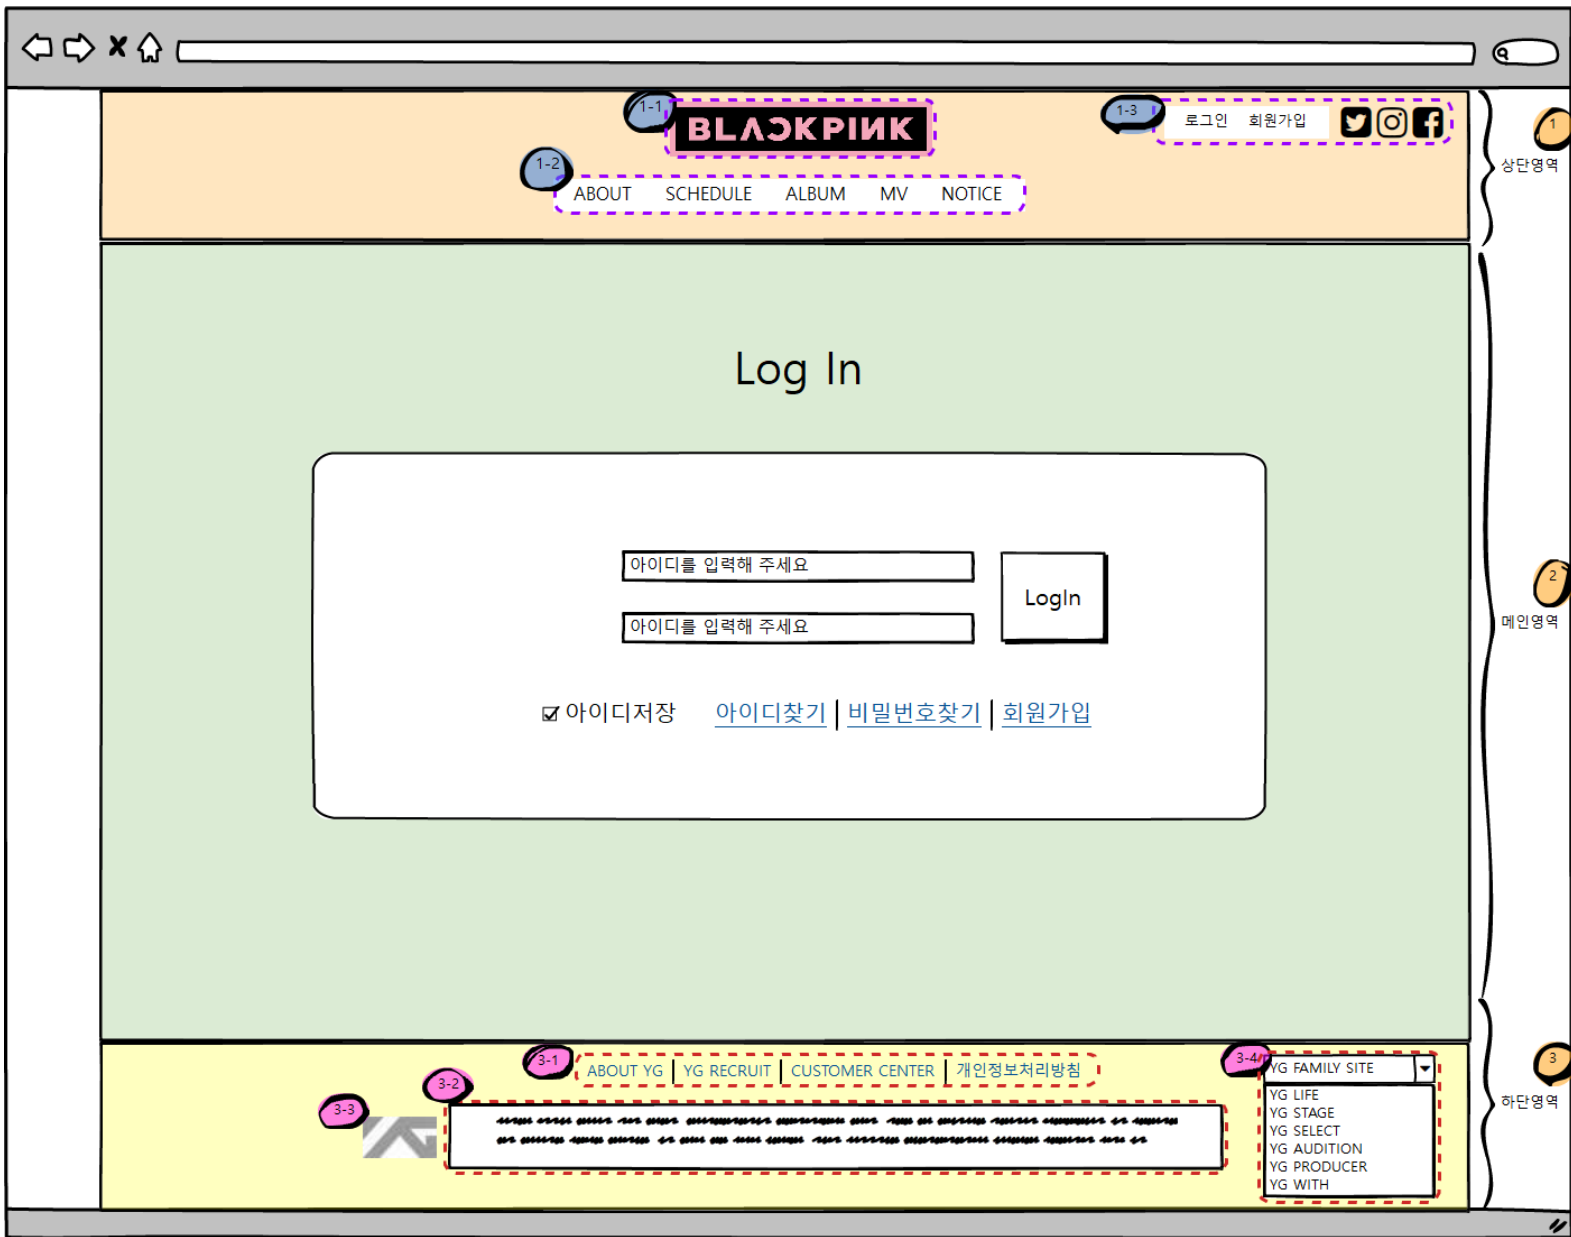 1-1
BLACKPINK
1-3
로그인 회원가입
1
상단영역
1-2
ABOUT SCHEDULE ALBUM MV NOTICE
Log In
아이디를 입력해 주세요
LogIn
아이디를 입력해 주세요
2
메인영역
아이디저장 아이디찾기 비밀번호찾기 회원가입
3-1
ABOUT YG YG RECRUIT CUSTOMER CENTER 개인정보처리방침
3-4
YG FAMILY SITE
3
하단영역
3-2
3-3
YG
YG LIFE
YG STAGE
YG SELECT
YG AUDITION
YG PRODUCER
YG WITH